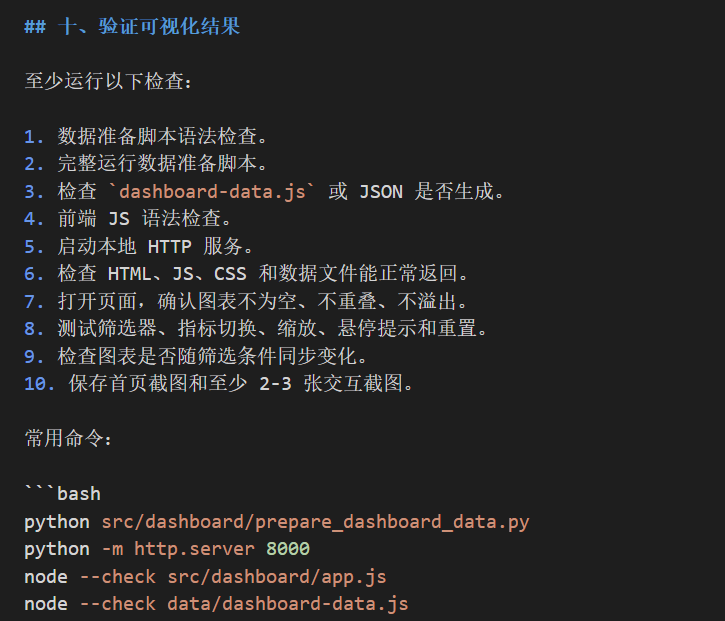 ## 十、验证可视化结果
至少运行以下检查：
1. 数据准备脚本语法检查。
2. 完整运行数据准备脚本。
3. 检查 `dashboard-data.js` 或 JSON 是否生成。
4. 前端 JS 语法检查。
5. 启动本地 HTTP 服务。
6. 检查 HTML、JS、CSS 和数据文件能正常返回。
7. 打开页面，确认图表不为空、不重叠、不溢出。
8. 测试筛选器、指标切换、缩放、悬停提示和重置。
9. 检查图表是否随筛选条件同步变化。
10. 保存首页截图和至少 2-3 张交互截图。
常用命令：
```bash
python src/dashboard/prepare_dashboard_data.py
python -m http.server 8000
node --check src/dashboard/app.js
node --check data/dashboard-data.js